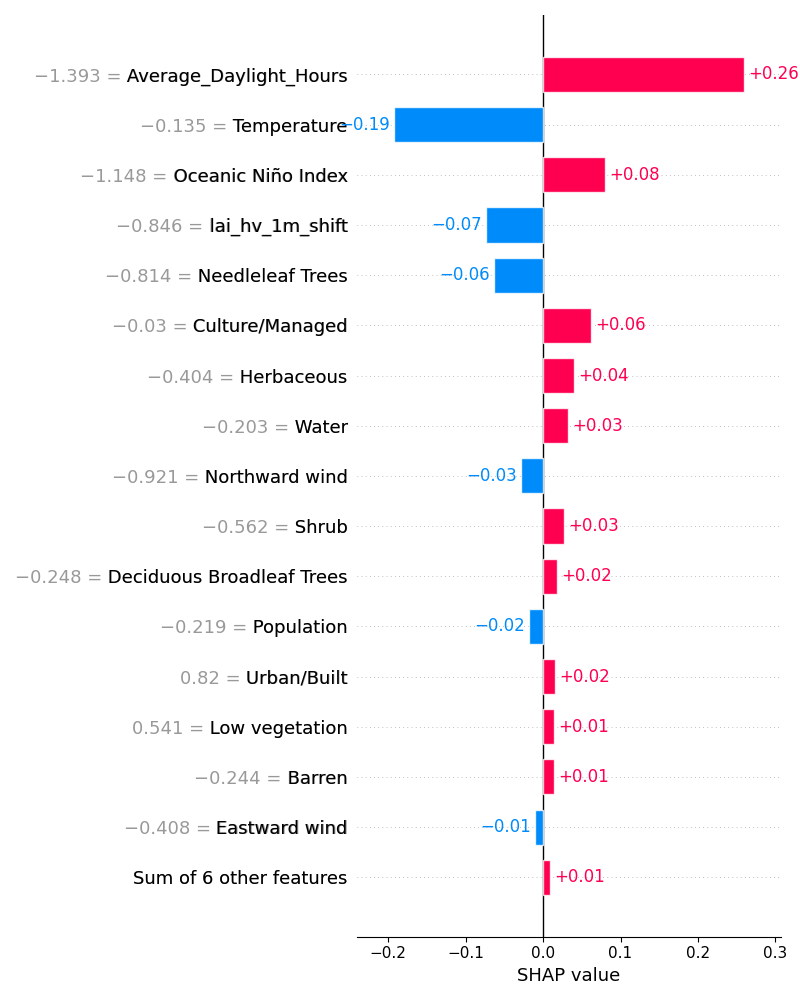 −1.393 = Average_Daylight_Hours +0.26
−0.135 = Temperature −0.19
−1.148 = Oceanic Niño Index +0.08
−0.846 = lai_hv_1m_shift −0.07
−0.814 = Needleleaf Trees −0.06
−0.03 = Culture/Managed +0.06
−0.404 = Herbaceous +0.04
−0.203 = Water +0.03
−0.921 = Northward wind −0.03
−0.562 = Shrub +0.03
−0.248 = Deciduous Broadleaf Trees +0.02
−0.219 = Population −0.02
0.82 = Urban/Built +0.02
0.541 = Low vegetation +0.01
−0.244 = Barren +0.01
−0.408 = Eastward wind −0.01
Sum of 6 other features +0.01
−0.2 −0.1 0.0 0.1 0.2 0.3
SHAP value